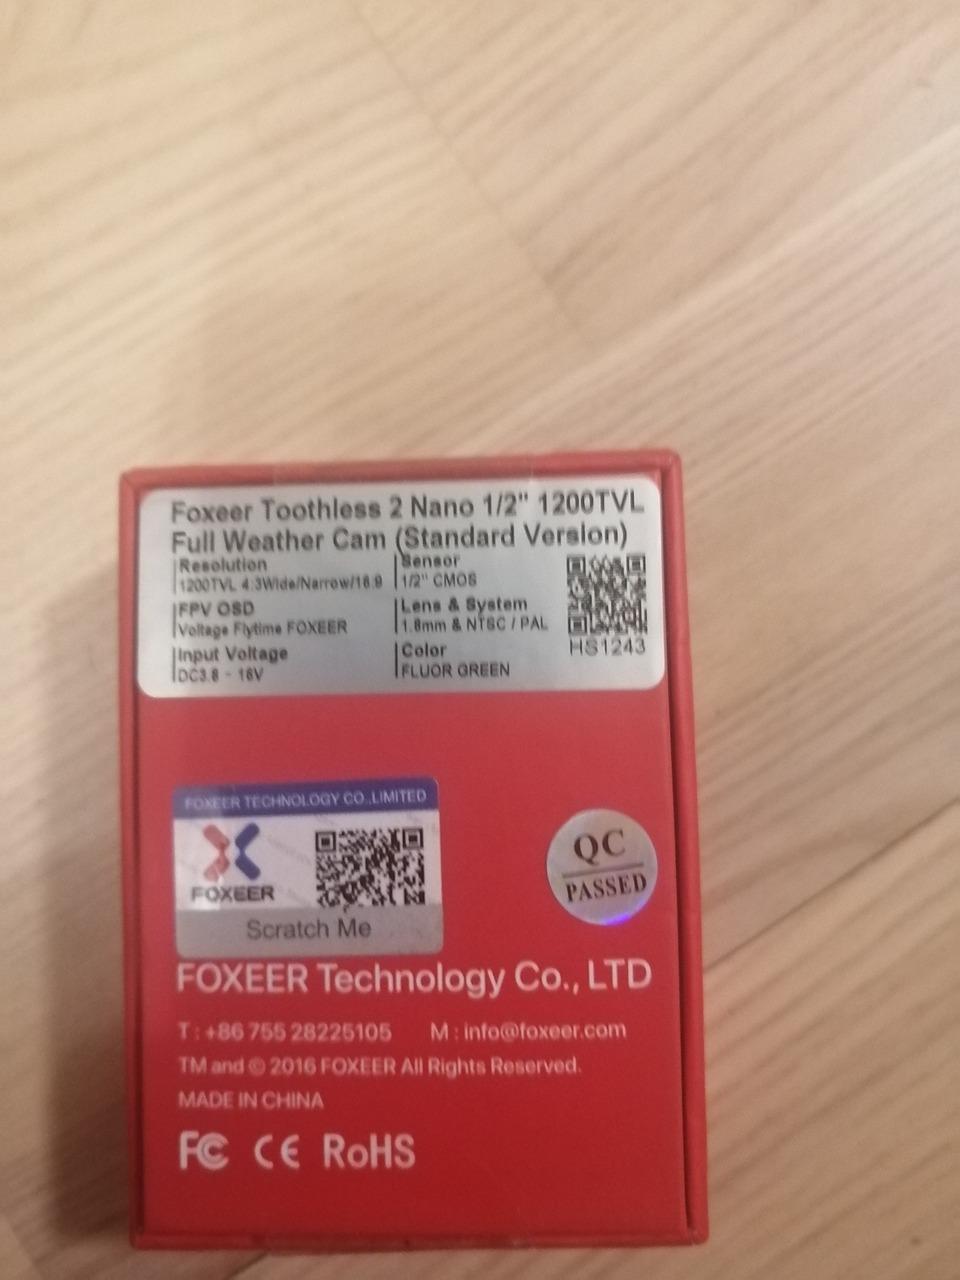 Foxeer Toothless 2 Nano 1/2" 1200TVL
Full Weather Cam (Standard Version)
Resolution
1200TVL 4:3Wide/Narrow/16:9
Sensor
1/2" CMOS
FPV OSD
Voltage Flytime FOXEER
Lens & System
1.8mm & NTSC / PAL
Input Voltage
DC3.6 - 16V
Color
FLUOR GREEN
HS1243
FOXEER TECHNOLOGY CO.,LIMITED
FOXEER
Scratch Me
QC
PASSED
FOXEER Technology Co., LTD
T : +86 755 28225105 M : info@foxeer.com
TM and © 2016 FOXEER All Rights Reserved.
MADE IN CHINA
FC CE RoHS